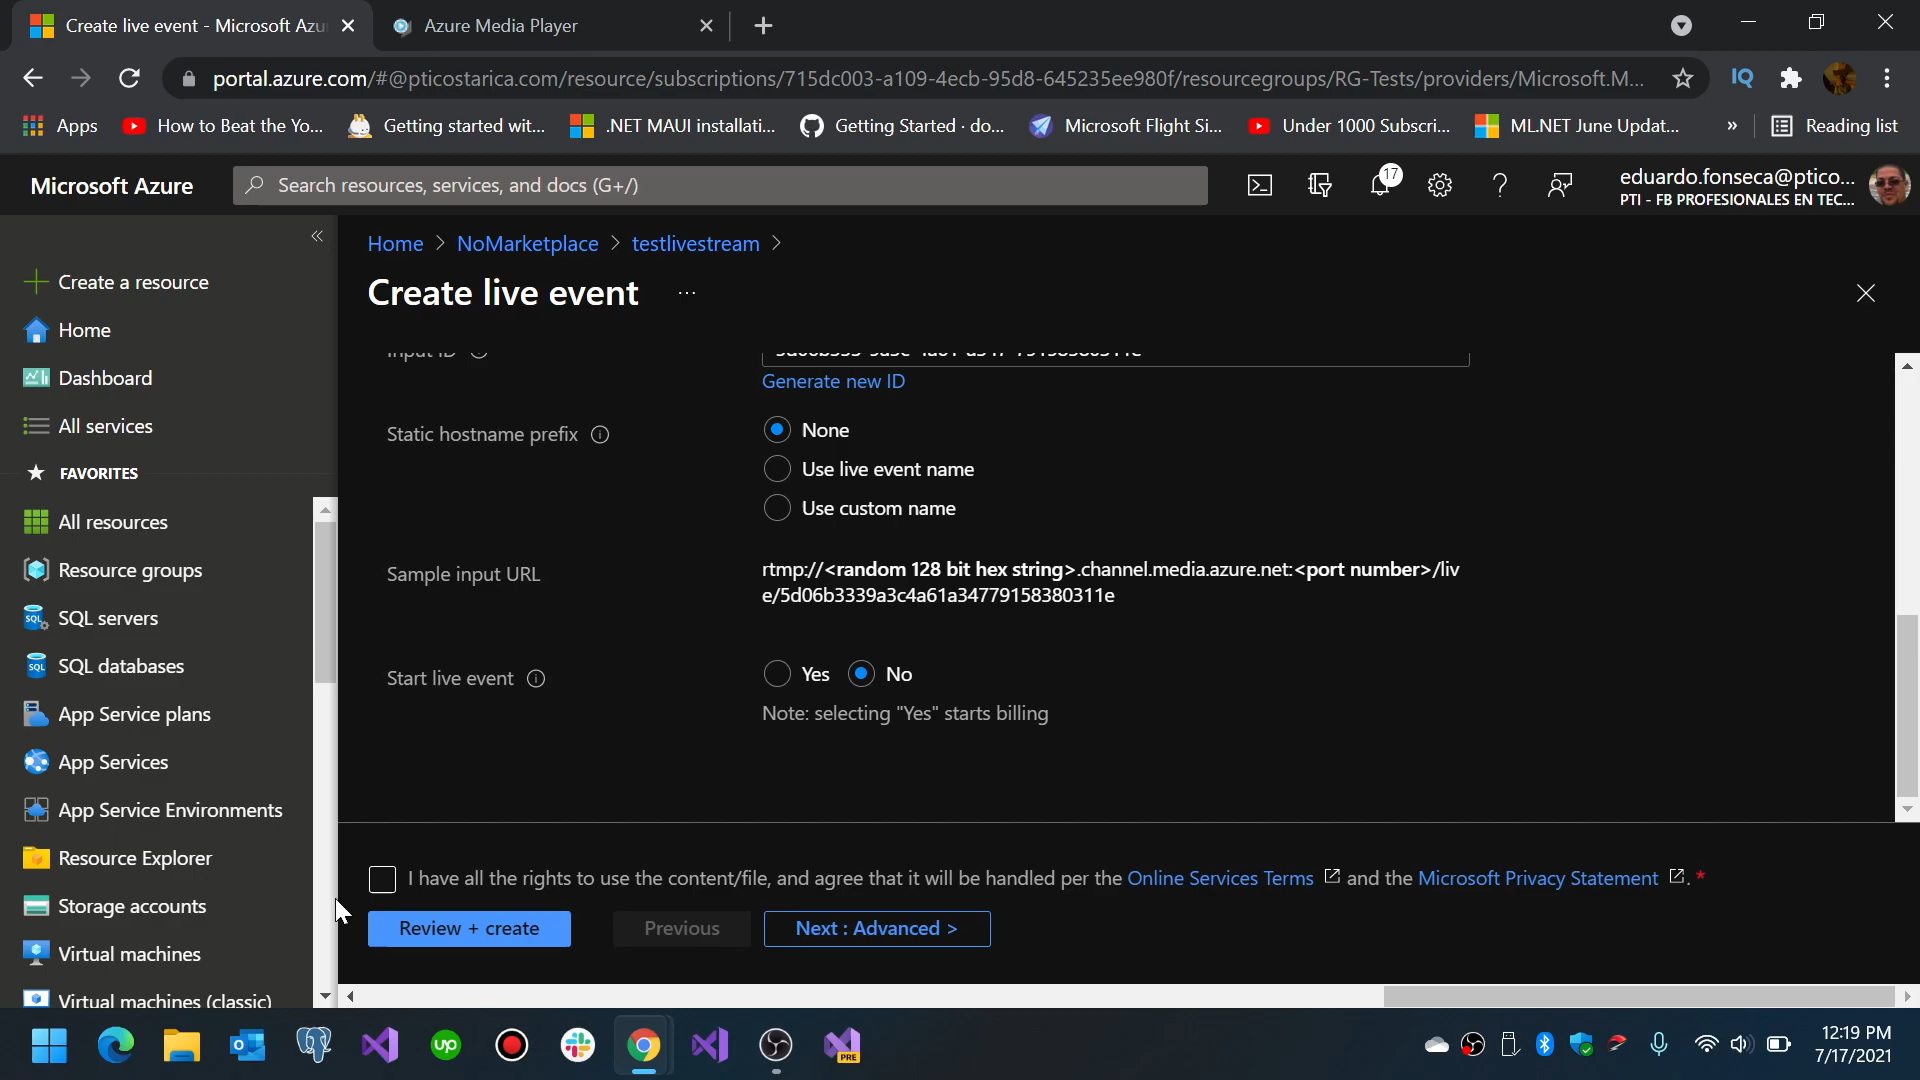 Create live event - Microsoft Azu
Azure Media Player
portal.azure.com/#@pticostarica.com/resource/subscriptions/715dc003-a109-4ecb-95d8-645235ee980f/resourcegroups/RG-Tests/providers/Microsoft.M...
IQ
Apps
How to Beat the Yo...
Getting started wit...
.NET MAUI installati...
Getting Started · do...
Microsoft Flight Si...
Under 1000 Subscri...
ML.NET June Updat...
»
Reading list
Microsoft Azure
Search resources, services, and docs (G+/)
17
eduardo.fonseca@ptico...
PTI - FB PROFESIONALES EN TEC...
Home > NoMarketplace > testlivestream >
Create live event ...
Create a resource
Home
Dashboard
All services
FAVORITES
All resources
Resource groups
SQL servers
SQL databases
App Service plans
App Services
App Service Environments
Resource Explorer
Storage accounts
Virtual machines
Virtual machines (classic)
Input ID
Generate new ID
Static hostname prefix
None
Use live event name
Use custom name
Sample input URL
rtmp://<random 128 bit hex string>.channel.media.azure.net:<port number>/liv
e/5d06b3339a3c4a61a34779158380311e
Start live event
Yes
No
Note: selecting "Yes" starts billing
I have all the rights to use the content/file, and agree that it will be handled per the Online Services Terms and the Microsoft Privacy Statement . *
Review + create
Previous
Next : Advanced >
up
PRE
12:19 PM
7/17/2021